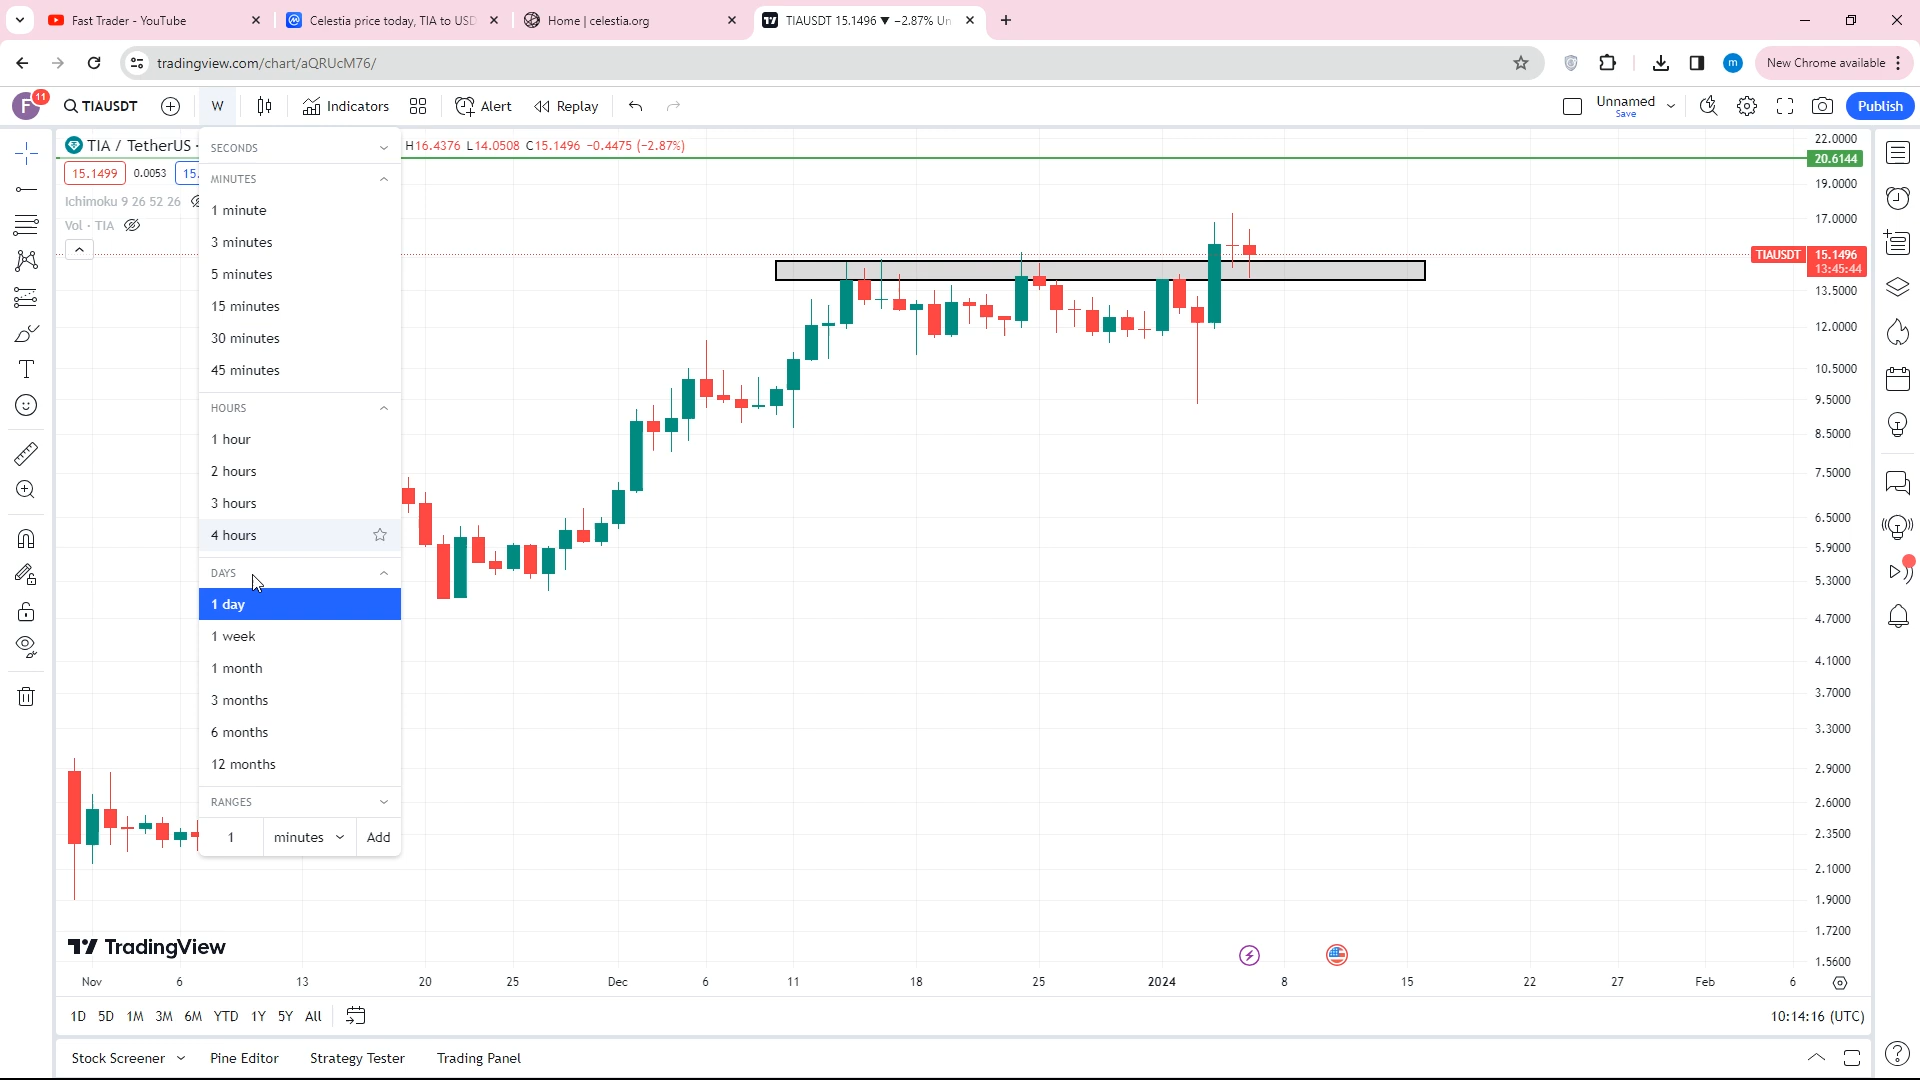 Fast Trader - YouTube
Celestia price today, TIA to USD
Home | celestia.org
TIAUSDT 15.1496 ▼ −2.87% Un
tradingview.com/chart/aQRUcM76/
m
New Chrome available
F
11
TIAUSDT
W
Indicators
Alert
Replay
Unnamed
Save
Publish
TIA / TetherUS
H16.4376 L14.0508 C15.1496 −0.4475 (−2.87%)
15.1499
0.0053
15.
Ichimoku 9 26 52 26
Vol · TIA
SECONDS
MINUTES
1 minute
3 minutes
5 minutes
15 minutes
30 minutes
45 minutes
HOURS
1 hour
2 hours
3 hours
4 hours
DAYS
1 day
1 week
1 month
3 months
6 months
12 months
RANGES
1
minutes
Add
22.0000
20.6144
19.0000
17.0000
TIAUSDT
15.1496
13:45:44
13.5000
12.0000
10.5000
9.5000
8.5000
7.5000
6.5000
5.9000
5.3000
4.7000
4.1000
3.7000
3.3000
2.9000
2.6000
2.3500
2.1000
1.9000
1.7200
1.5600
TradingView
Nov
6
13
20
25
Dec
6
11
18
25
2024
8
15
22
27
Feb
6
1D 5D 1M 3M 6M YTD 1Y 5Y All
10:14:16 (UTC)
Stock Screener
Pine Editor
Strategy Tester
Trading Panel